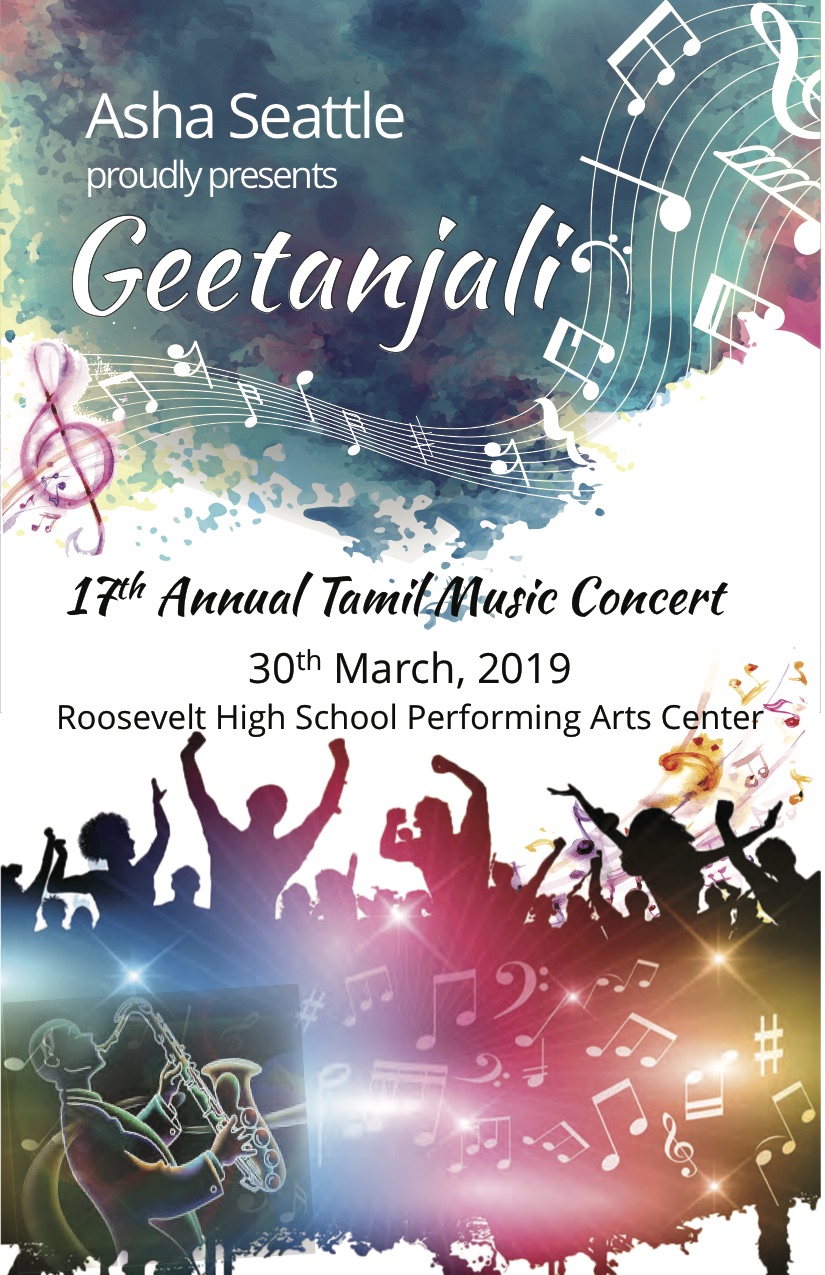 Asha Seattle
proudly presents
Geetanjali
17th Annual Tamil Music Concert
30th March, 2019
Roosevelt High School Performing Arts Center